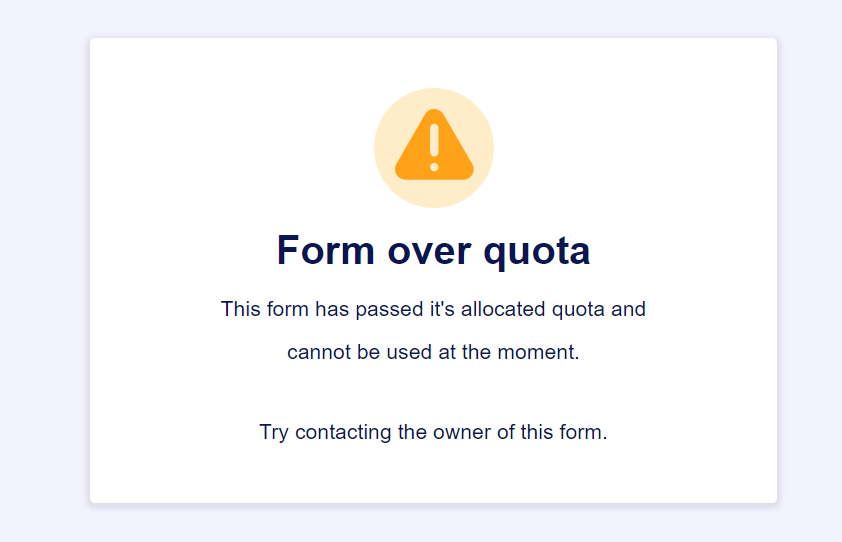 Form over quota
This form has passed it's allocated quota and
cannot be used at the moment.
Try contacting the owner of this form.